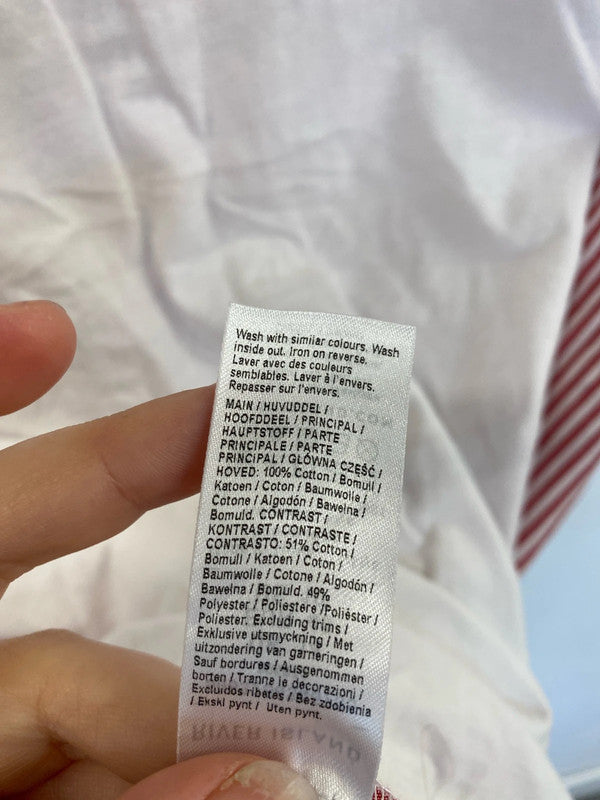 Wash with similar colours. Wash
inside out. Iron on reverse.
Laver avec des couleurs
semblables. Laver à l'envers.
Repasser sur l'envers.
MAIN / HUVUDDEL /
HOOFDDEEL / PRINCIPAL /
HAUPTSTOFF / PARTE
PRINCIPALE / PARTE
PRINCIPAL / GŁÓWNA CZĘŚĆ /
HOVED: 100% Cotton / Bomull /
Katoen / Coton / Baumwolle /
Cotone / Algodón / Bawełna /
Bomuld. CONTRAST /
KONTRAST / CONTRASTE /
CONTRASTO: 51% Cotton /
Bomull / Katoen / Coton /
Baumwolle / Cotone / Algodón /
Bawełna / Bomuld. 49%
Polyester / Poliestere /Poliéster /
Poliester. Excluding trims /
Exklusive utsmyckning / Met
uitzondering van garneringen /
Sauf bordures / Ausgenommen
borten / Tranne le decorazioni /
Excluidos ribetes / Bez zdobienia
/ Ekskl pynt / Uten pynt.
RIVER ISLAND